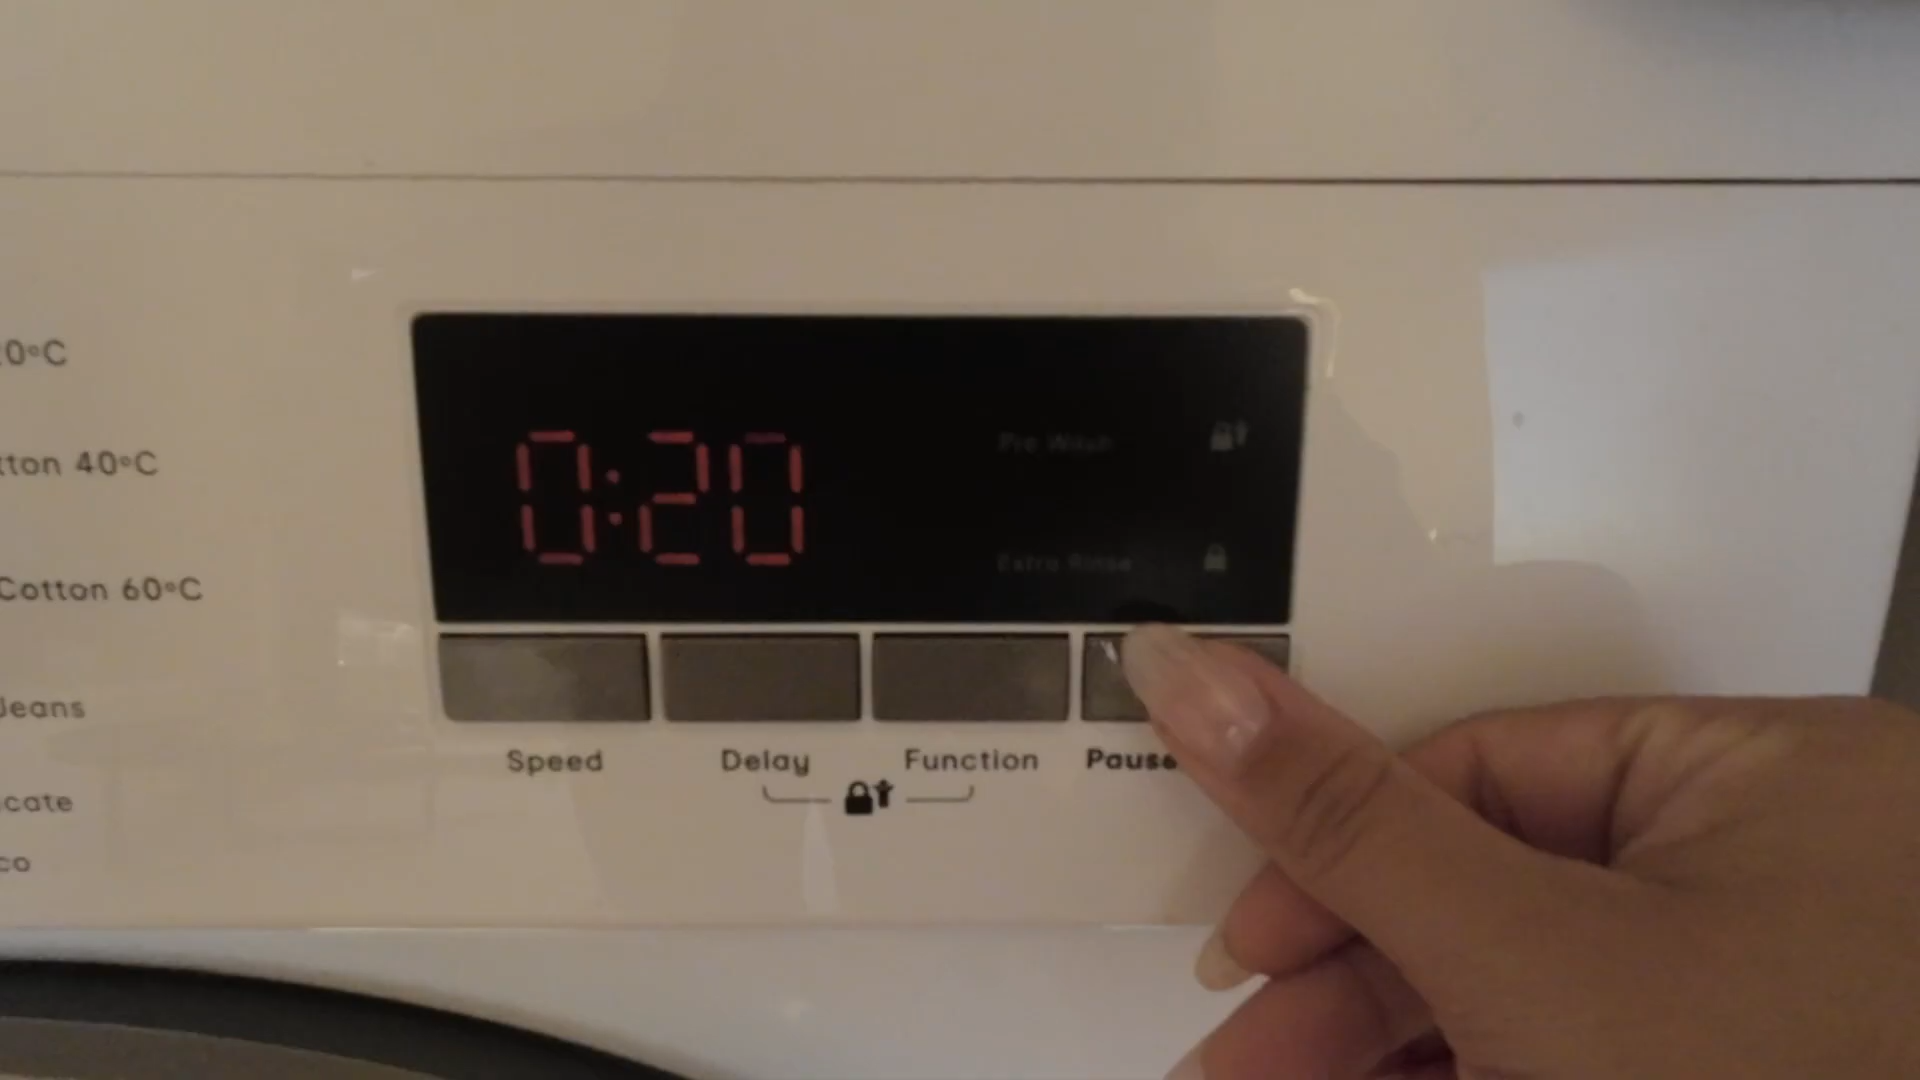 0°C
tton 40°C
Cotton 60°C
Jeans
cate
co
0:20
Pre Wash
Extra Rinse
Speed
Delay
Function
Pause